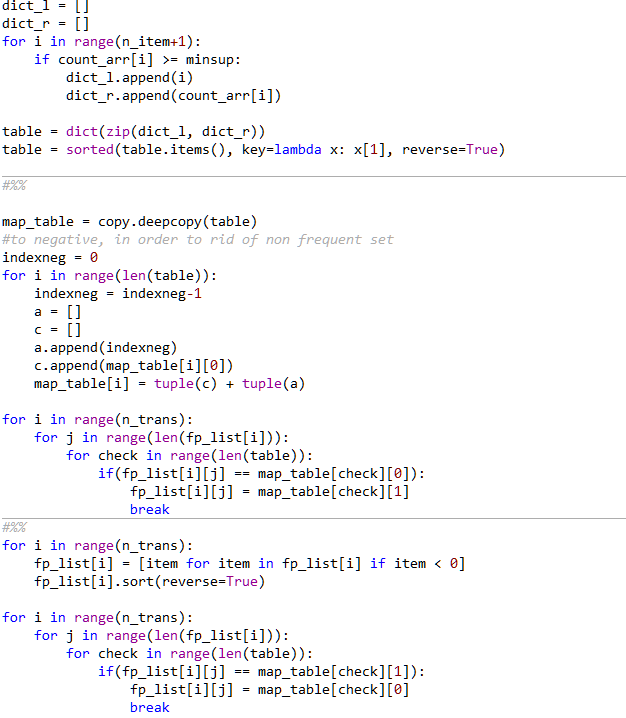 dict_l = []
dict_r = []
for i in range(n_item+1):
    if count_arr[i] >= minsup:
        dict_l.append(i)
        dict_r.append(count_arr[i])

table = dict(zip(dict_l, dict_r))
table = sorted(table.items(), key=lambda x: x[1], reverse=True)

#%%

map_table = copy.deepcopy(table)
#to negative, in order to rid of non frequent set
indexneg = 0
for i in range(len(table)):
    indexneg = indexneg-1
    a = []
    c = []
    a.append(indexneg)
    c.append(map_table[i][0])
    map_table[i] = tuple(c) + tuple(a)

for i in range(n_trans):
    for j in range(len(fp_list[i])):
        for check in range(len(table)):
            if(fp_list[i][j] == map_table[check][0]):
                fp_list[i][j] = map_table[check][1]
                break
#%%
for i in range(n_trans):
    fp_list[i] = [item for item in fp_list[i] if item < 0]
    fp_list[i].sort(reverse=True)

for i in range(n_trans):
    for j in range(len(fp_list[i])):
        for check in range(len(table)):
            if(fp_list[i][j] == map_table[check][1]):
                fp_list[i][j] = map_table[check][0]
                break